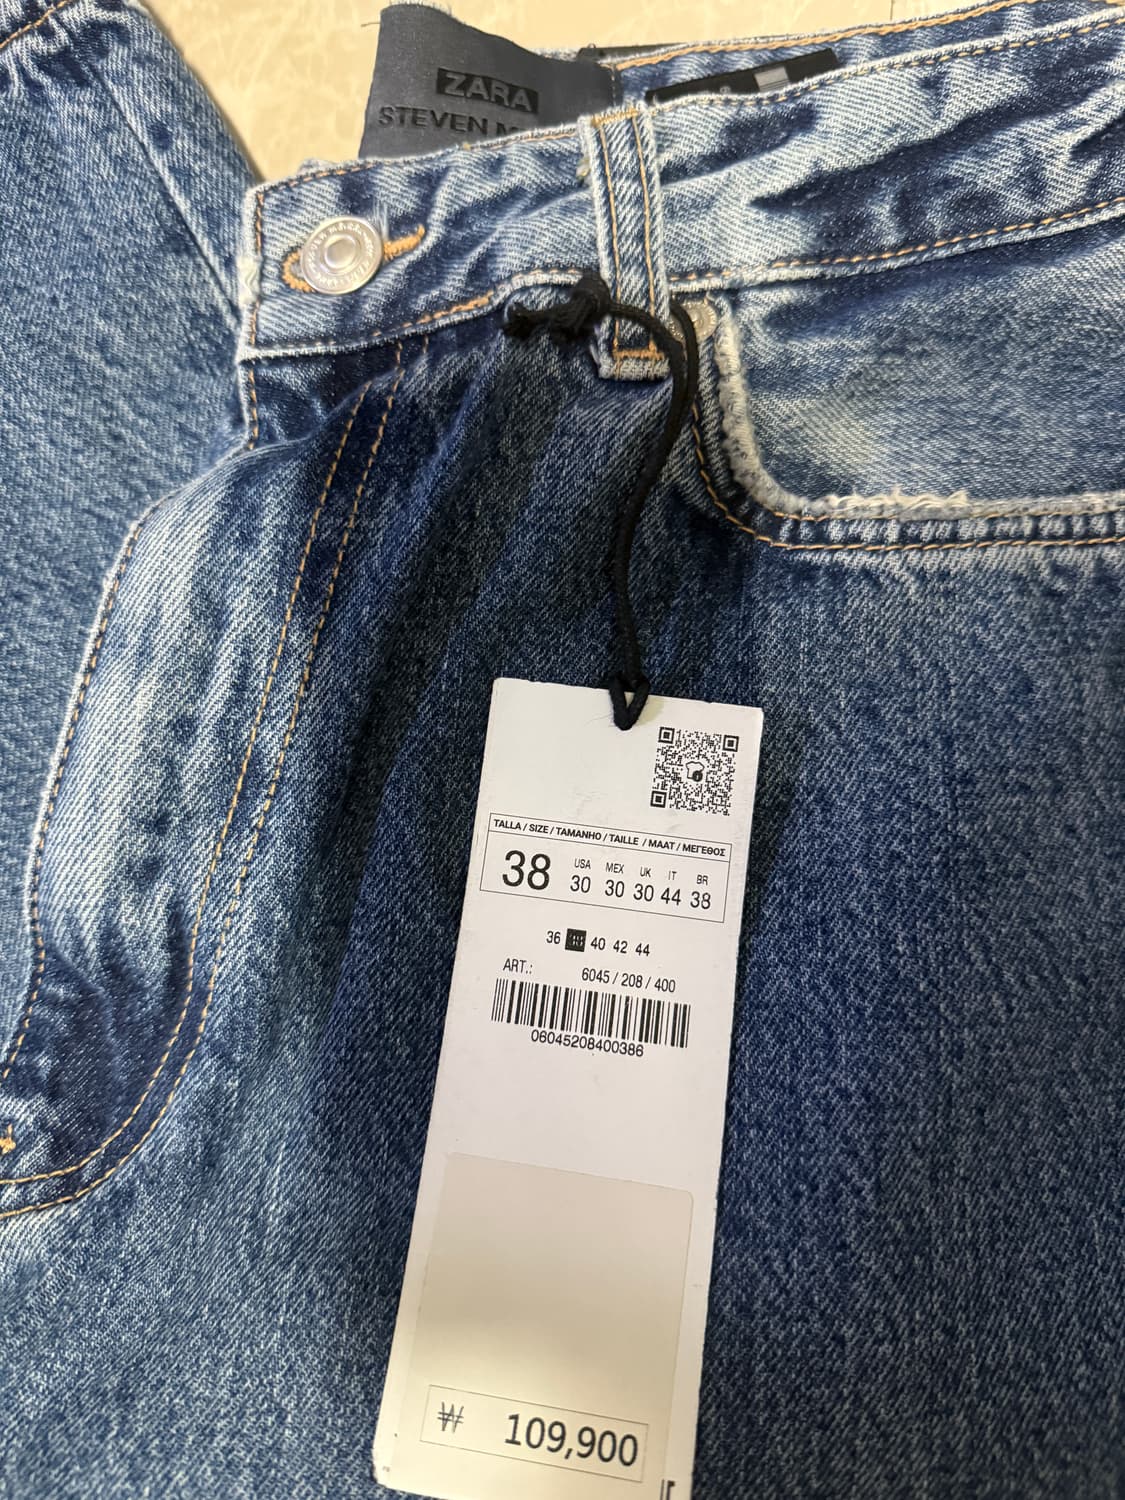 ZARA
STEVEN
TALLA / SIZE / TAMANHO / TAILLE / MAAT / ΜΕΓΕΘΟΣ
38
USA MEX UK IT BR
30 30 30 44 38
36 38 40 42 44
ART.: 6045 / 208 / 400
06045208400386
₩ 109,900